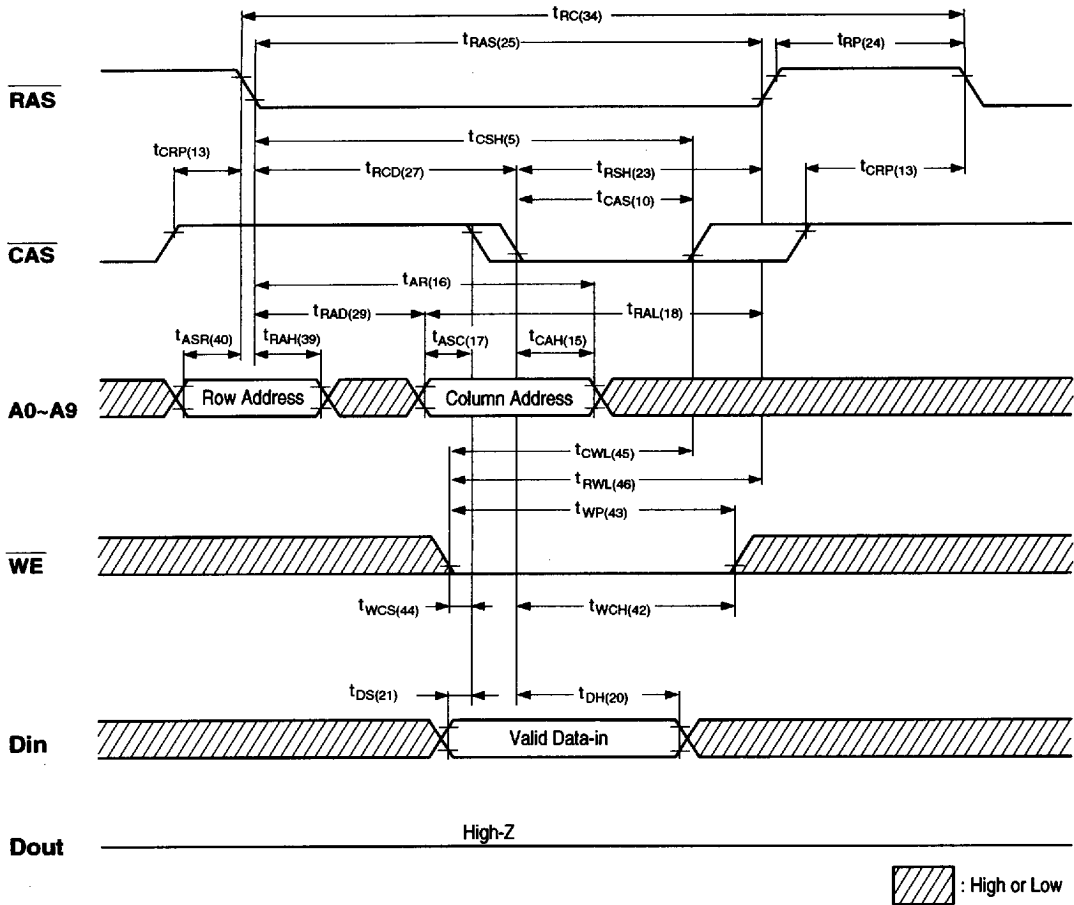 tRC(34)
tRAS(25)
tRP(24)
RAS
tCSH(5)
tCRP(13)
tRCD(27)
tRSH(23)
tCRP(13)
tCAS(10)
CAS
tAR(16)
tRAD(29)
tRAL(18)
tASR(40)
tRAH(39)
tASC(17)
tCAH(15)
A0~A9
Row Address
Column Address
tCWL(45)
tRWL(46)
tWP(43)
WE
tWCS(44)
tWCH(42)
tDS(21)
tDH(20)
Din
Valid Data-in
High-Z
Dout
: High or Low